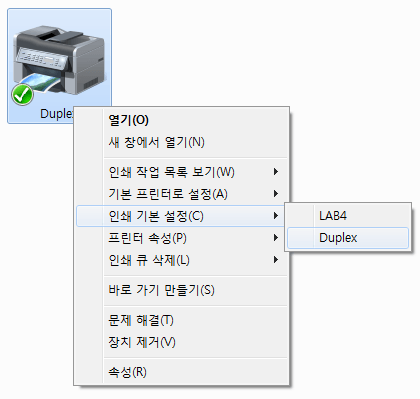 Duplex
열기(O)
새 창에서 열기(N)
인쇄 작업 목록 보기(W)
기본 프린터로 설정(A)
인쇄 기본 설정(C)
LAB4
프린터 속성(P)
Duplex
인쇄 큐 삭제(L)
바로 가기 만들기(S)
문제 해결(T)
장치 제거(V)
속성(R)